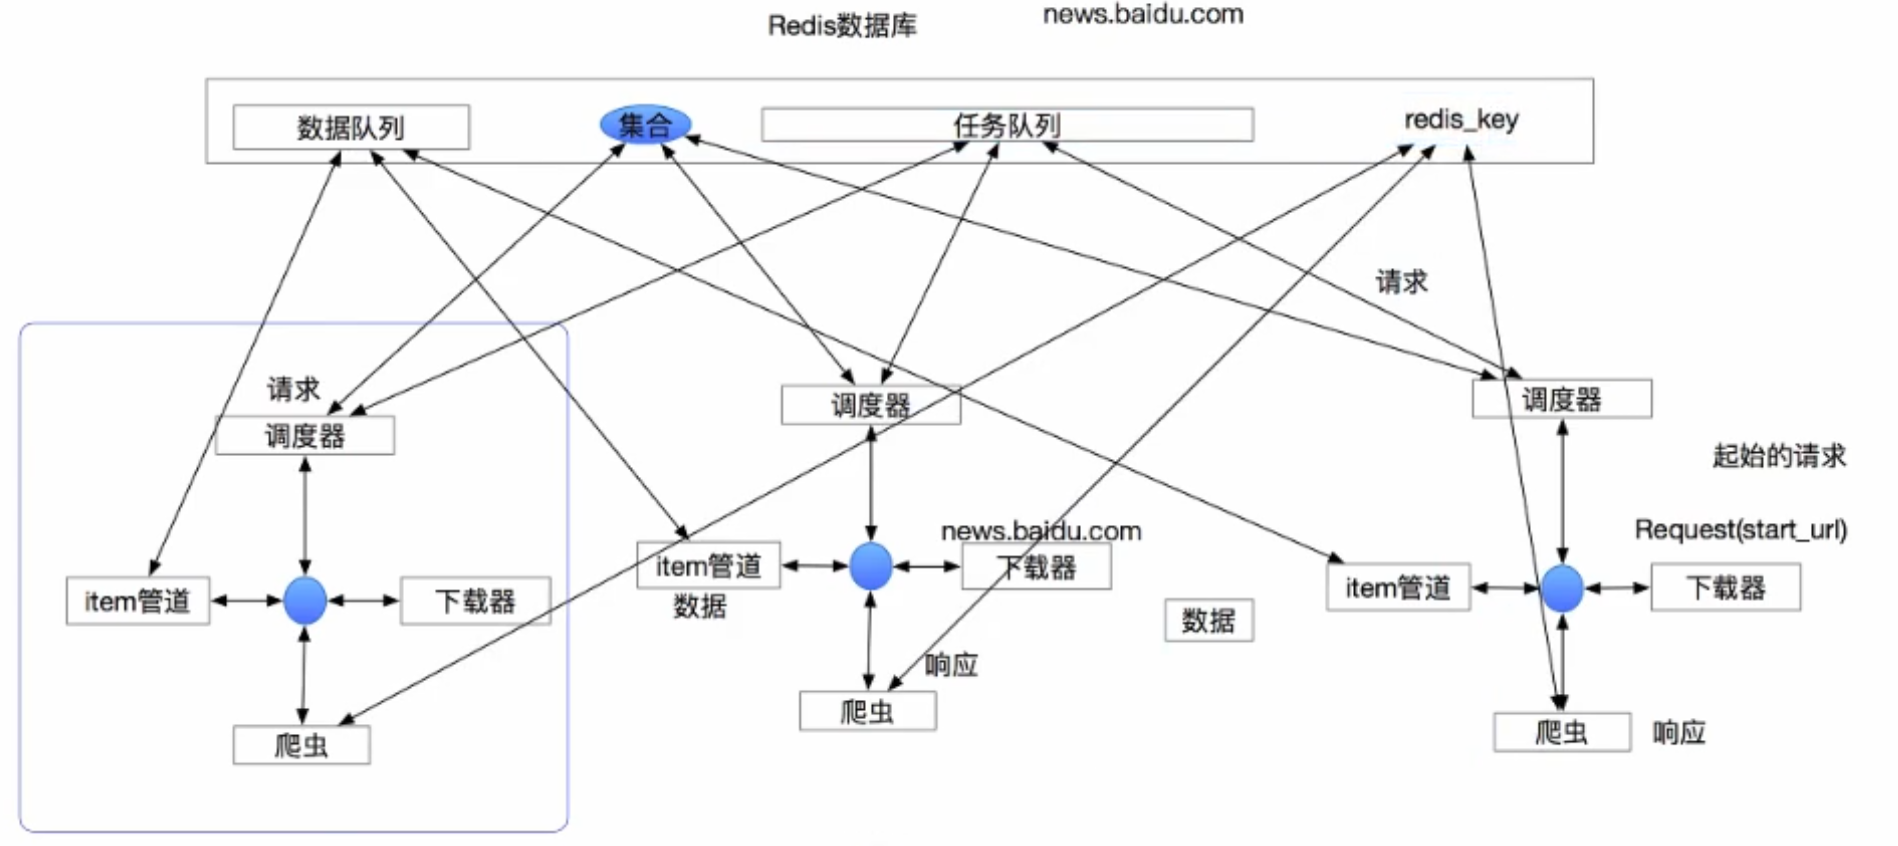 Redis数据库
news.baidu.com
数据队列
集合
任务队列
redis_key
请求
请求
调度器
调度器
调度器
起始的请求
news.baidu.com
Request(start_url)
item管道
下载器
item管道
下载器
item管道
下载器
数据
数据
响应
爬虫
爬虫
爬虫
响应